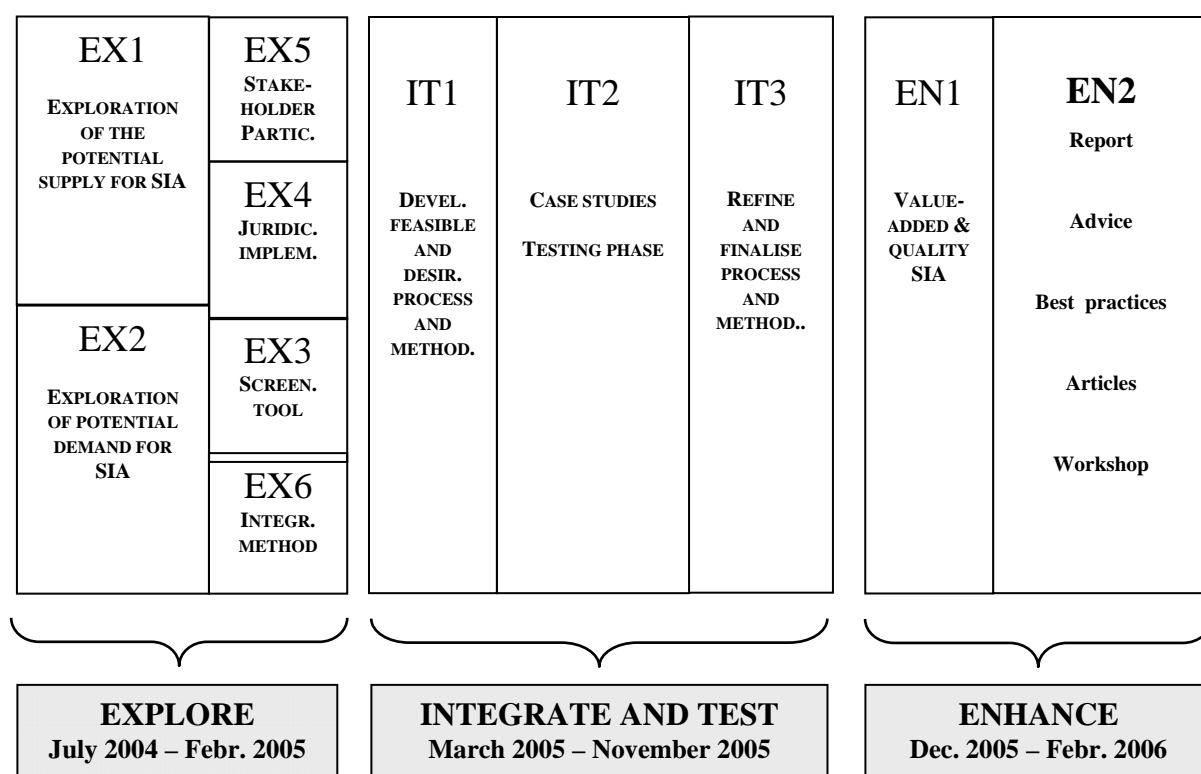 EX1
EXPLORATION
OF THE
POTENTIAL
SUPPLY FOR SIA
EX2
EXPLORATION
OF POTENTIAL
DEMAND FOR
SIA
EX5
STAKE-
HOLDER
PARTIC.
EX4
JURIDIC.
IMPLEM.
EX3
SCREEN.
TOOL
EX6
INTEGR.
METHOD
IT1
DEVEL.
FEASIBLE
AND
DESIR.
PROCESS
AND
METHOD.
IT2
CASE STUDIES
TESTING PHASE
IT3
REFINE
AND
FINALISE
PROCESS
AND
METHOD..
EN1
VALUE-
ADDED &
QUALITY
SIA
EN2
Report
Advice
Best practices
Articles
Workshop
EXPLORE
July 2004 – Febr. 2005
INTEGRATE AND TEST
March 2005 – November 2005
ENHANCE
Dec. 2005 – Febr. 2006